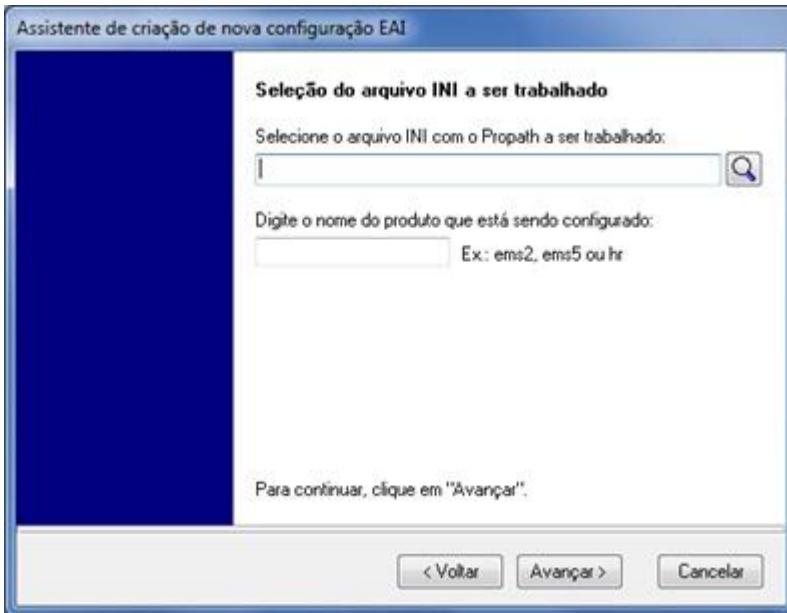 Assistente de criação de nova configuração EAI
Seleção do arquivo INI a ser trabalhado
Selecione o arquivo INI com o Propath a ser trabalhado:
Digite o nome do produto que está sendo configurado:
Ex.: ems2, ems5 ou hr
Para continuar, clique em "Avançar".
< Voltar Avançar > Cancelar